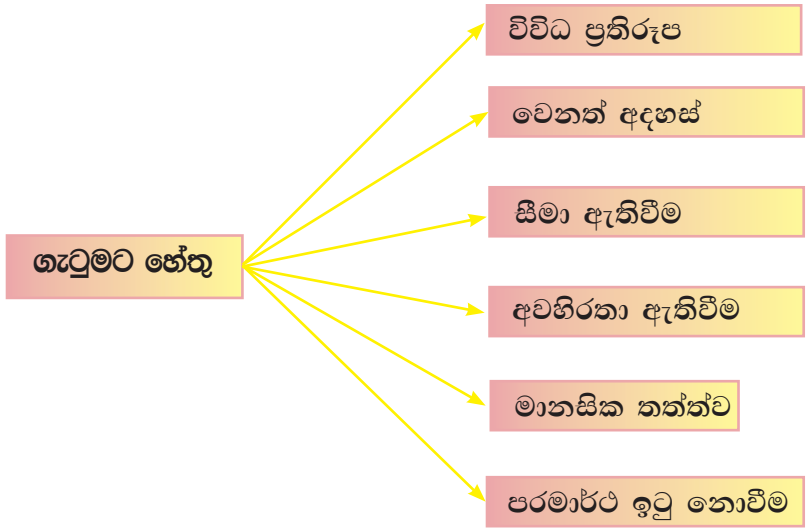 විවිධ ප්‍රතිරූප
වෙනත් අදහස්
සීමා ඇතිවීම
ගැටුමට හේතු
අවහිරතා ඇතිවීම
මානසික තත්ත්ව
පරමාර්ථ ඉටු නොවීම